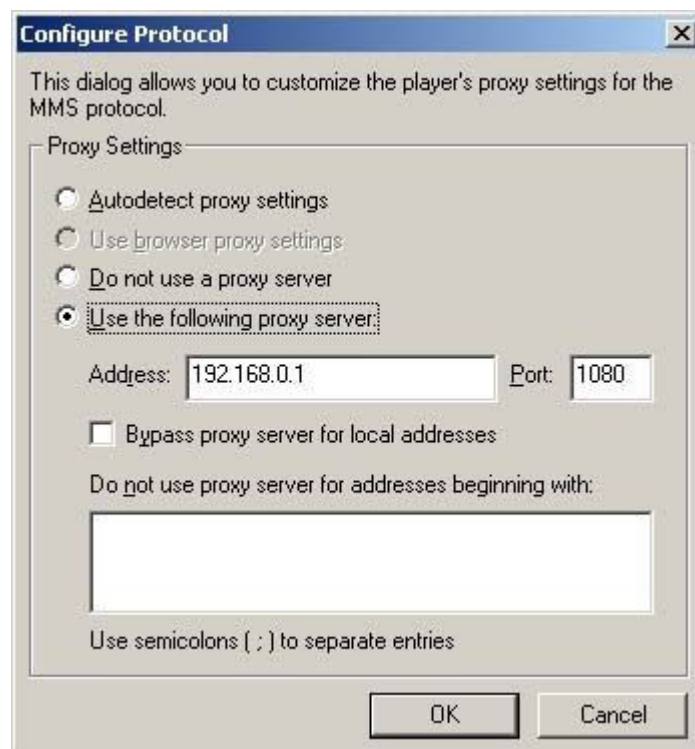 Configure Protocol
This dialog allows you to customize the player's proxy settings for the
MMS protocol.
Proxy Settings
Autodetect proxy settings
Use browser proxy settings
Do not use a proxy server
Use the following proxy server:
Address: 192.168.0.1 Port: 1080
Bypass proxy server for local addresses
Do not use proxy server for addresses beginning with:
Use semicolons ( ; ) to separate entries
OK Cancel